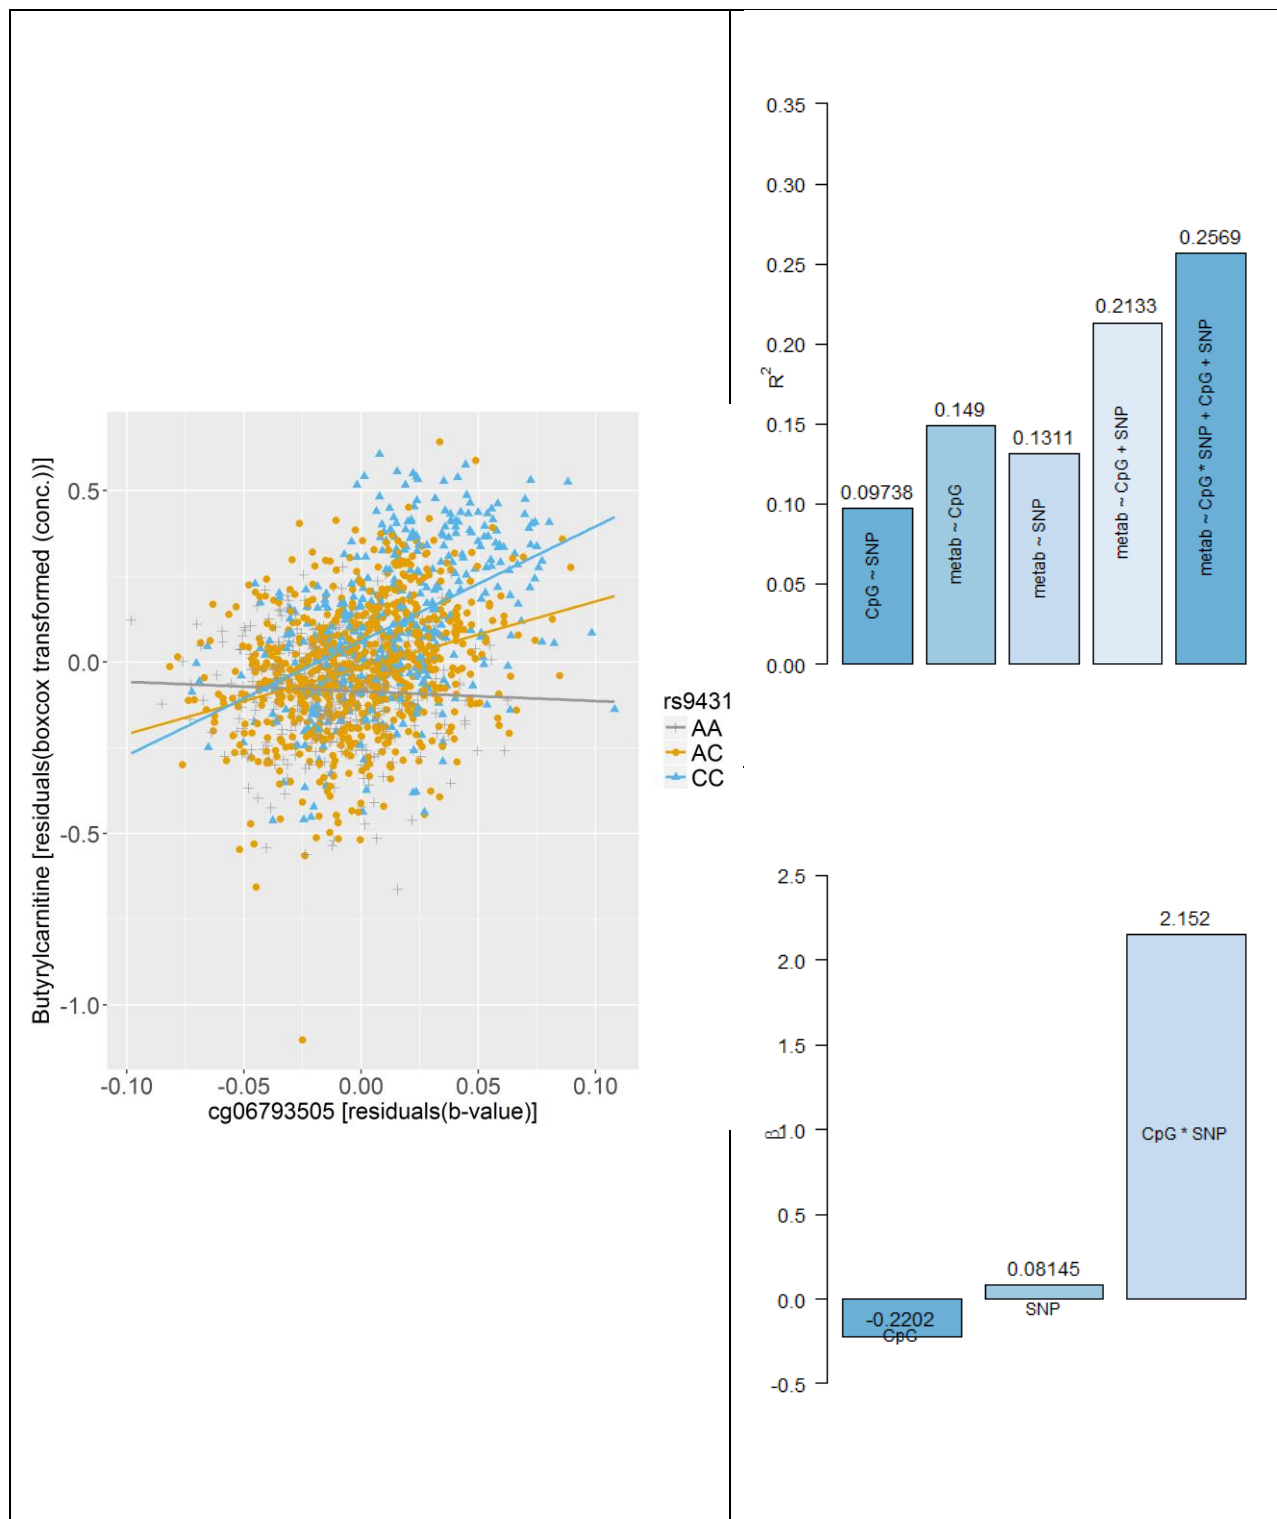 Butyrylcarnitine [residuals(boxcox transformed (conc.))]
0.5
0.0
-0.5
-1.0
-0.10
-0.05
0.00
0.05
0.10
cg06793505 [residuals(b-value)]
rs9431
AA
AC
CC
R²
0.35
0.30
0.25
0.20
0.15
0.10
0.05
0.00
0.09738
CpG ~ SNP
0.149
metab ~ CpG
0.1311
metab ~ SNP
0.2133
metab ~ CpG + SNP
0.2569
metab ~ CpG * SNP + CpG + SNP
β
2.5
2.0
1.5
1.0
0.5
0.0
-0.5
-0.2202
CpG
0.08145
SNP
2.152
CpG * SNP